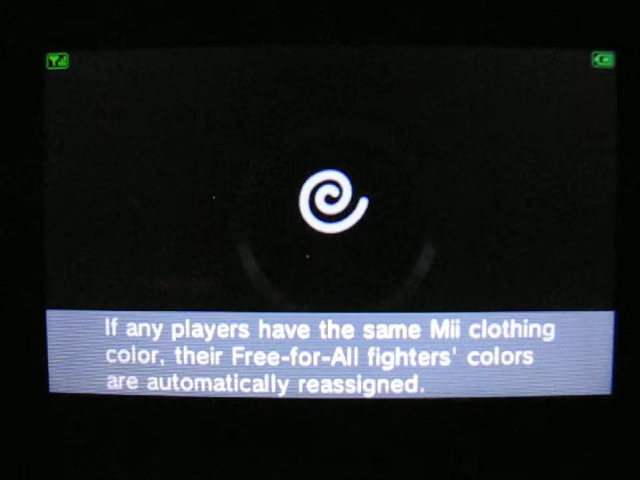 If any players have the same Mii clothing
color, their Free-for-All fighters' colors
are automatically reassigned.